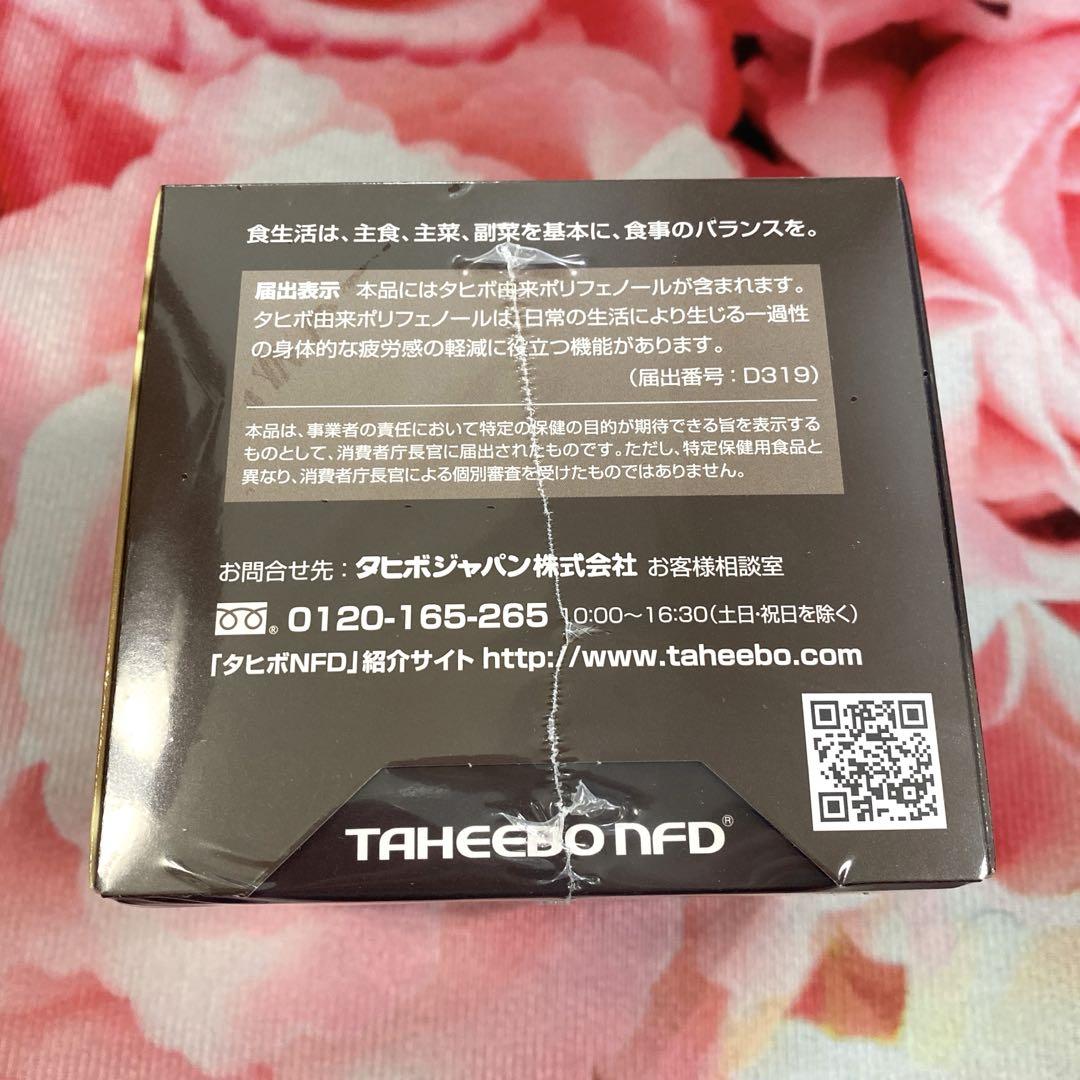 食生活は、主食、主菜、副菜を基本に、食事のバランスを。
届出表示 本品にはタヒボ由来ポリフェノールが含まれます。
タヒボ由来ポリフェノールは、日常の生活により生じる一過性
の身体的な疲労感の軽減に役立つ機能があります。
（届出番号：D319）
本品は、事業者の責任において特定の保健の目的が期待できる旨を表示する
ものとして、消費者庁長官に届出されたものです。ただし、特定保健用食品と
異なり、消費者庁長官による個別審査を受けたものではありません。
お問合せ先：タヒボジャパン株式会社 お客様相談室
® 0120-165-265 10:00～16:30（土日・祝日を除く）
「タヒボNFD」紹介サイト http://www.taheebo.com
TAHEEBO NFD®